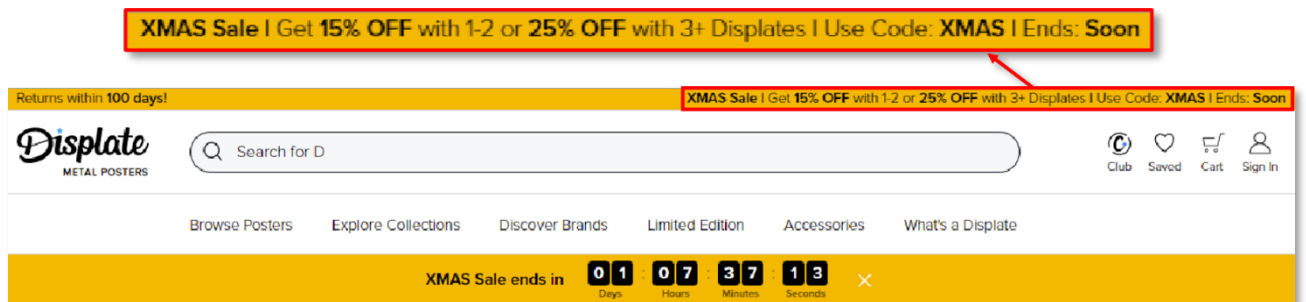 XMAS Sale I Get 15% OFF with 1-2 or 25% OFF with 3+ Displates I Use Code: XMAS I Ends: Soon
Returns within 100 days!
XMAS Sale I Get 15% OFF with 1-2 or 25% OFF with 3+ Displates I Use Code: XMAS I Ends: Soon
Displate
METAL POSTERS
Search for D
Club Saved Cart Sign In
Browse Posters Explore Collections Discover Brands Limited Edition Accessories What's a Displate
XMAS Sale ends in 01 : 07 : 37 : 13
Days Hours Minutes Seconds